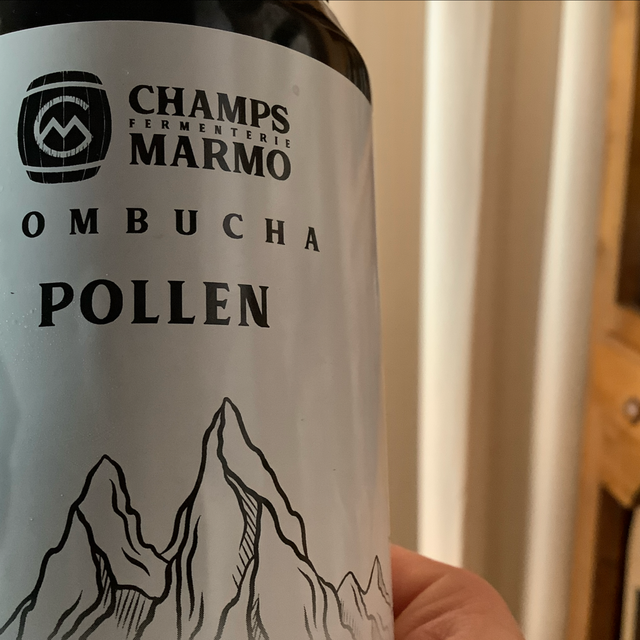 CHAMPS
FERMENTERIE
MARMO
OMBUCHA
POLLEN